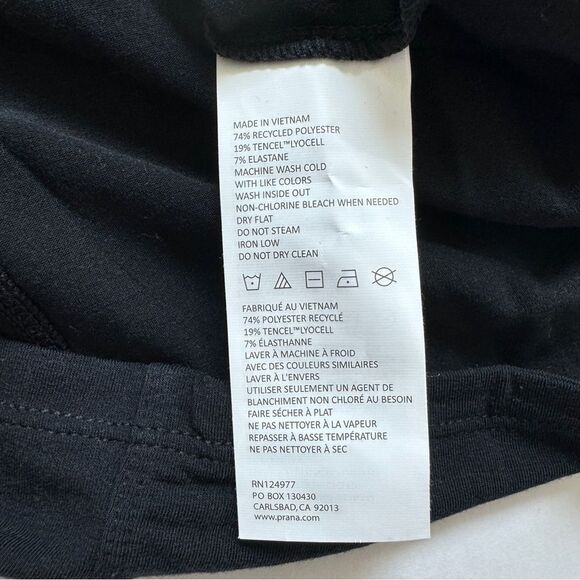 MADE IN VIETNAM
74% RECYCLED POLYESTER
19% TENCEL™LYOCELL
7% ELASTANE
MACHINE WASH COLD
WITH LIKE COLORS
WASH INSIDE OUT
NON-CHLORINE BLEACH WHEN NEEDED
DRY FLAT
DO NOT STEAM
IRON LOW
DO NOT DRY CLEAN
FABRIQUÉ AU VIETNAM
74% POLYESTER RECYCLÉ
19% TENCEL™LYOCELL
7% ÉLASTHANNE
LAVER À MACHINE À FROID
AVEC DES COULEURS SIMILAIRES
LAVER À L'ENVERS
UTILISER SEULEMENT UN AGENT DE
BLANCHIMENT NON CHLORÉ AU BESOIN
FAIRE SÉCHER À PLAT
NE PAS NETTOYER À LA VAPEUR
REPASSER À BASSE TEMPÉRATURE
NE PAS NETTOYER À SEC
RN124977
PO BOX 130430
CARLSBAD, CA 92013
www.prana.com